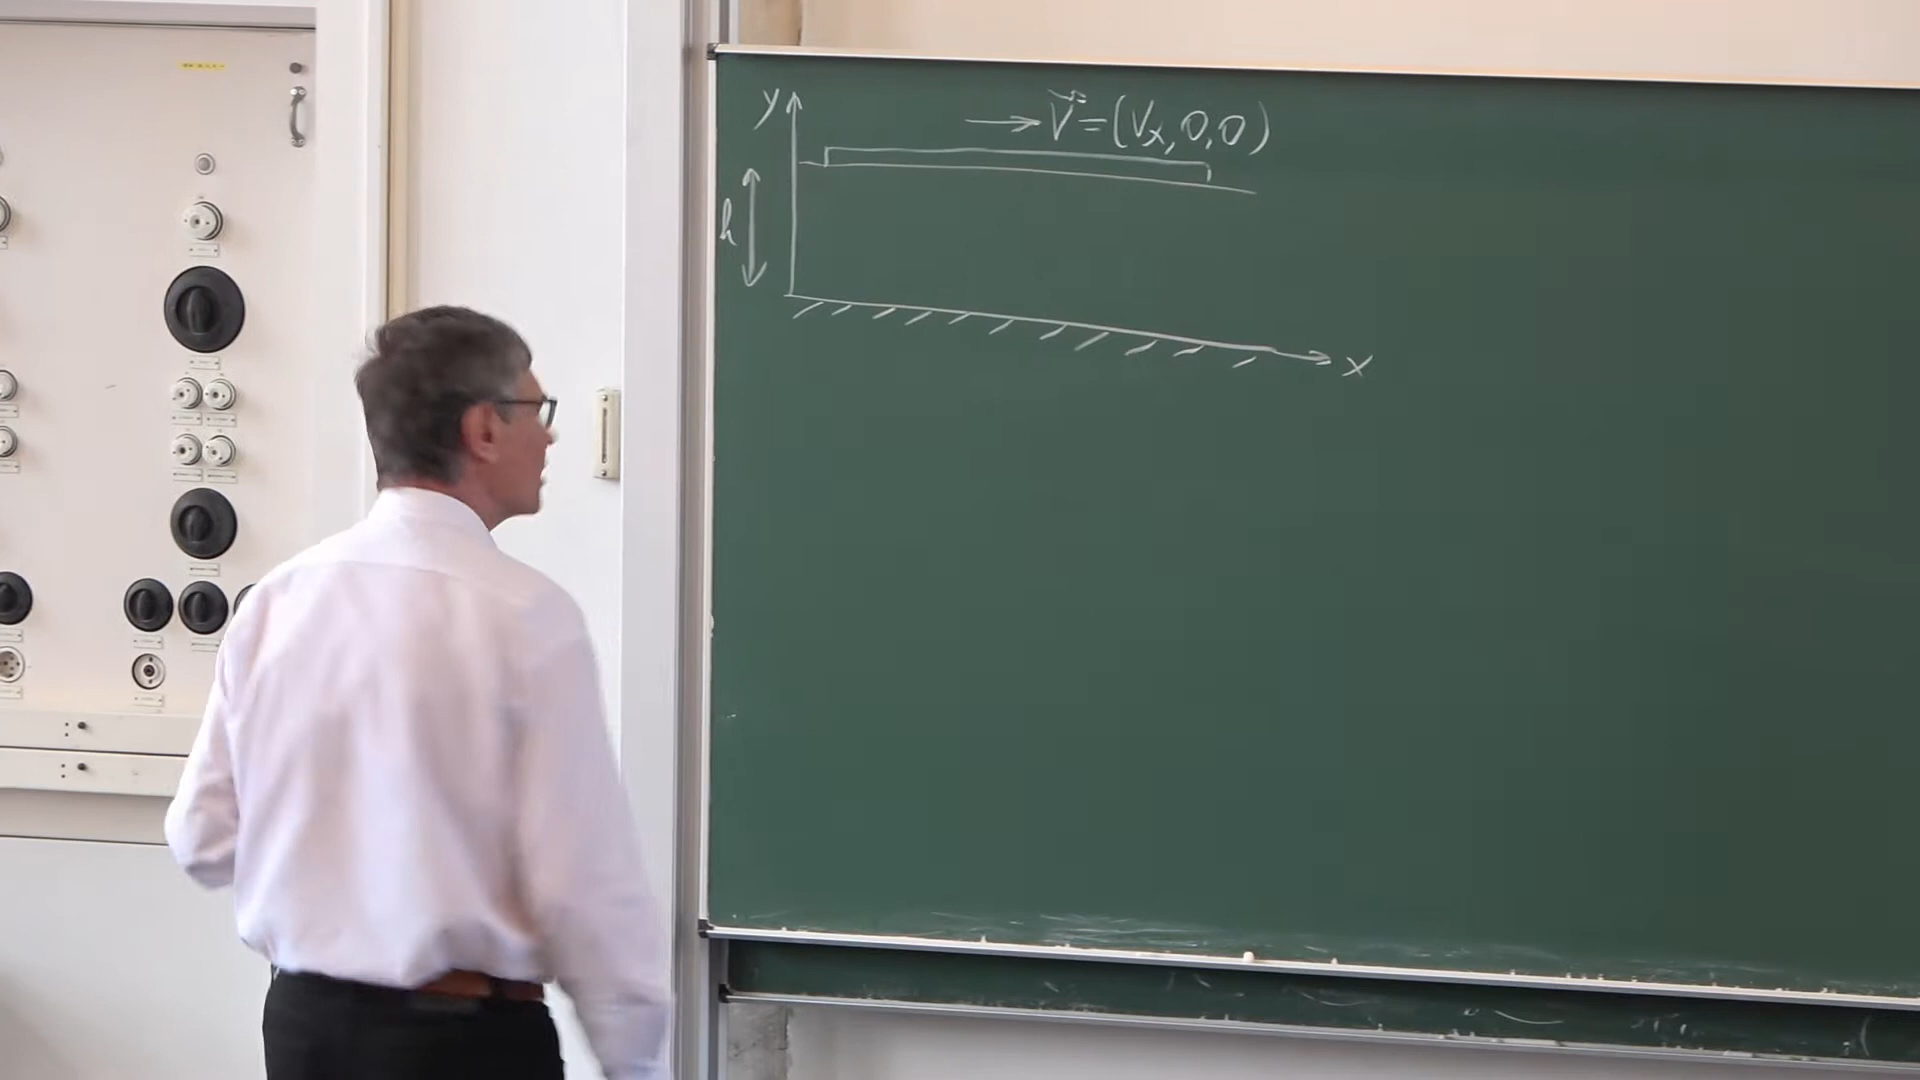 y
→ V⃗ = (Vx, 0, 0)
h
x